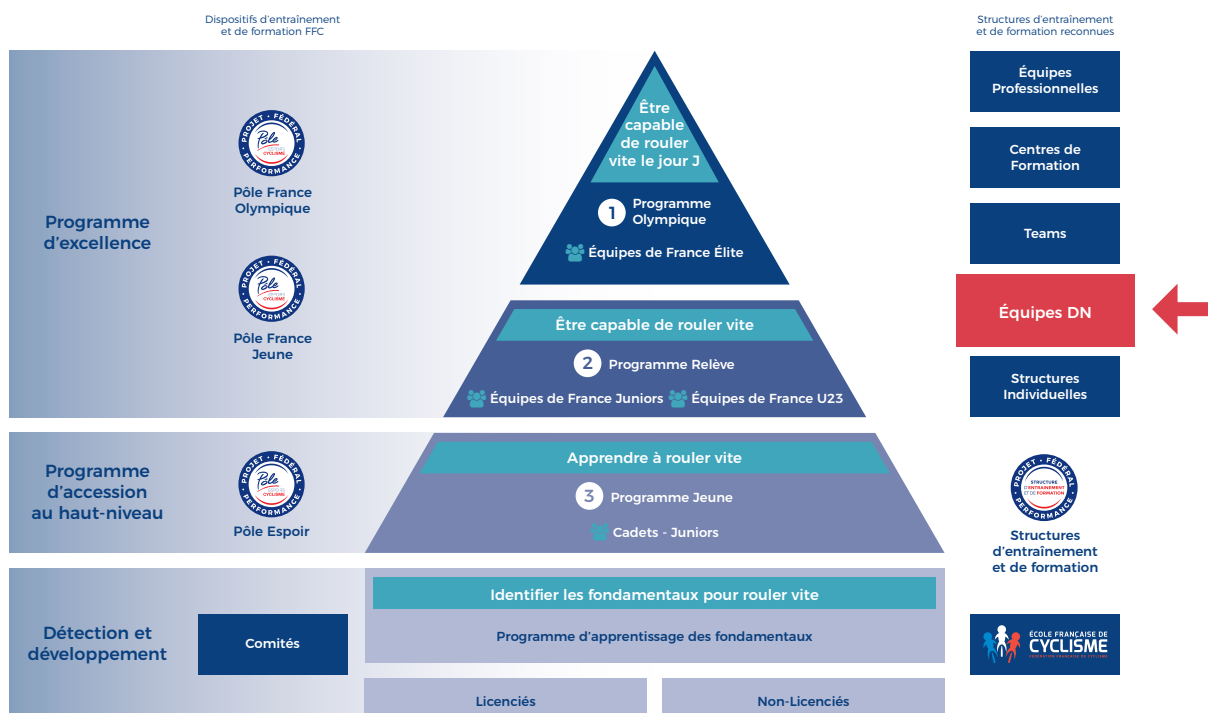 Dispositifs d'entraînement
et de formation FFC
Structures d'entraînement
et de formation reconnues
Programme
d'excellence
PROJET • FÉDÉRAL
Pôle
CYCLISME
PERFORMANCE
Pôle France
Olympique
PROJET • FÉDÉRAL
Pôle
CYCLISME
PERFORMANCE
Pôle France
Jeune
Être
capable
de rouler
vite le jour J
1 Programme
Olympique
Équipes de France Élite
Être capable de rouler vite
2 Programme Relève
Équipes de France Juniors Équipes de France U23
Équipes
Professionnelles
Centres de
Formation
Teams
Équipes DN
Structures
Individuelles
Programme
d'accession
au haut-niveau
PROJET • FÉDÉRAL
Pôle
CYCLISME
PERFORMANCE
Pôle Espoir
Apprendre à rouler vite
3 Programme Jeune
Cadets - Juniors
PROJET • FÉDÉRAL
STRUCTURE
D'ENTRAINEMENT
ET DE FORMATION
PERFORMANCE
Structures
d'entraînement
et de formation
Détection et
développement
Comités
Identifier les fondamentaux pour rouler vite
Programme d'apprentissage des fondamentaux
Licenciés
Non-Licenciés
ÉCOLE FRANÇAISE DE
CYCLISME
FÉDÉRATION FRANÇAISE DE CYCLISME